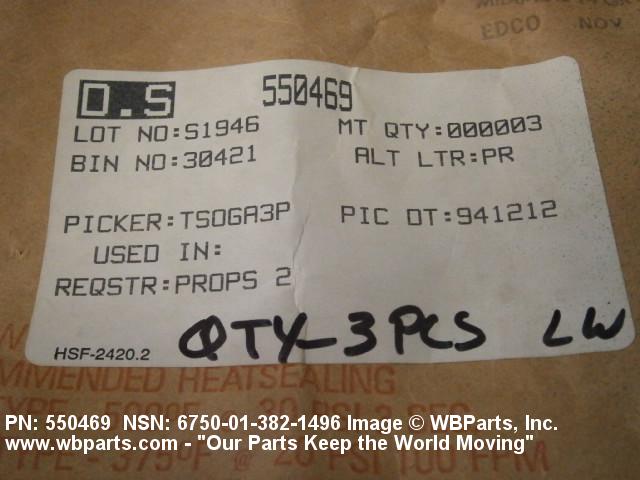 EDCO NOV
D.S 550469
LOT NO:S1946 MT QTY:000003
BIN NO:30421 ALT LTR:PR
PICKER:TSOGA3P PIC DT:941212
USED IN:
REQSTR:PROPS 2
QTY-3 PCS LW
HSF-2420.2
MMENDED HEATSEALING
PN: 550469 NSN: 6750-01-382-1496 Image © WBParts, Inc.
www.wbparts.com - "Our Parts Keep the World Moving"